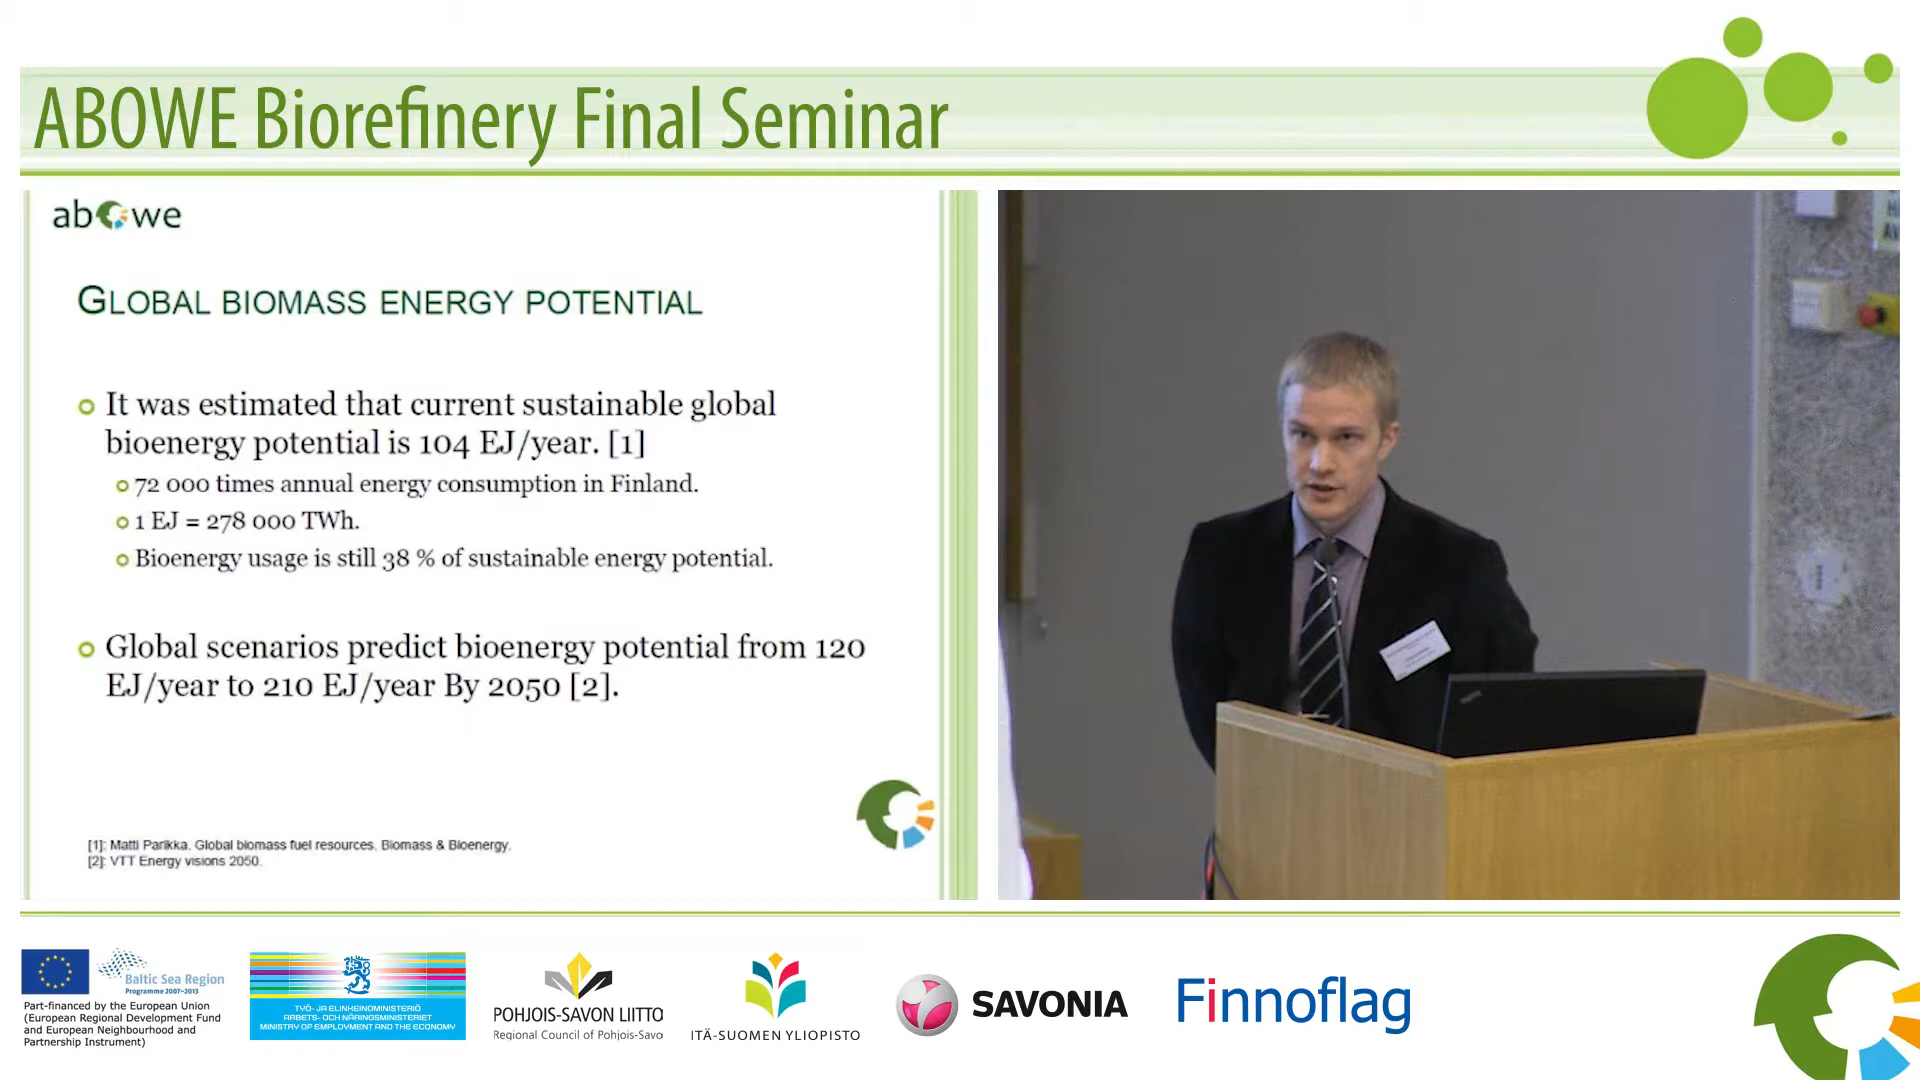 ABOWE Biorefinery Final Seminar
abowe
GLOBAL BIOMASS ENERGY POTENTIAL
It was estimated that current sustainable global
bioenergy potential is 104 EJ/year. [1]
72 000 times annual energy consumption in Finland.
1 EJ = 278 000 TWh.
Bioenergy usage is still 38 % of sustainable energy potential.
Global scenarios predict bioenergy potential from 120
EJ/year to 210 EJ/year By 2050 [2].
[1]: Matti Parikka. Global biomass fuel resources. Biomass & Bioenergy.
[2]: VTT Energy visions 2050.
Baltic Sea Region
Programme 2007-2013
Part-financed by the European Union
(European Regional Development Fund
and European Neighbourhood and
Partnership Instrument)
TYÖ- JA ELINKEINOMINISTERIÖ
ARBETS- OCH NÄRINGSMINISTERIET
MINISTRY OF EMPLOYMENT AND THE ECONOMY
POHJOIS-SAVON LIITTO
Regional Council of Pohjois-Savo
ITÄ-SUOMEN YLIOPISTO
SAVONIA
Finnoflag